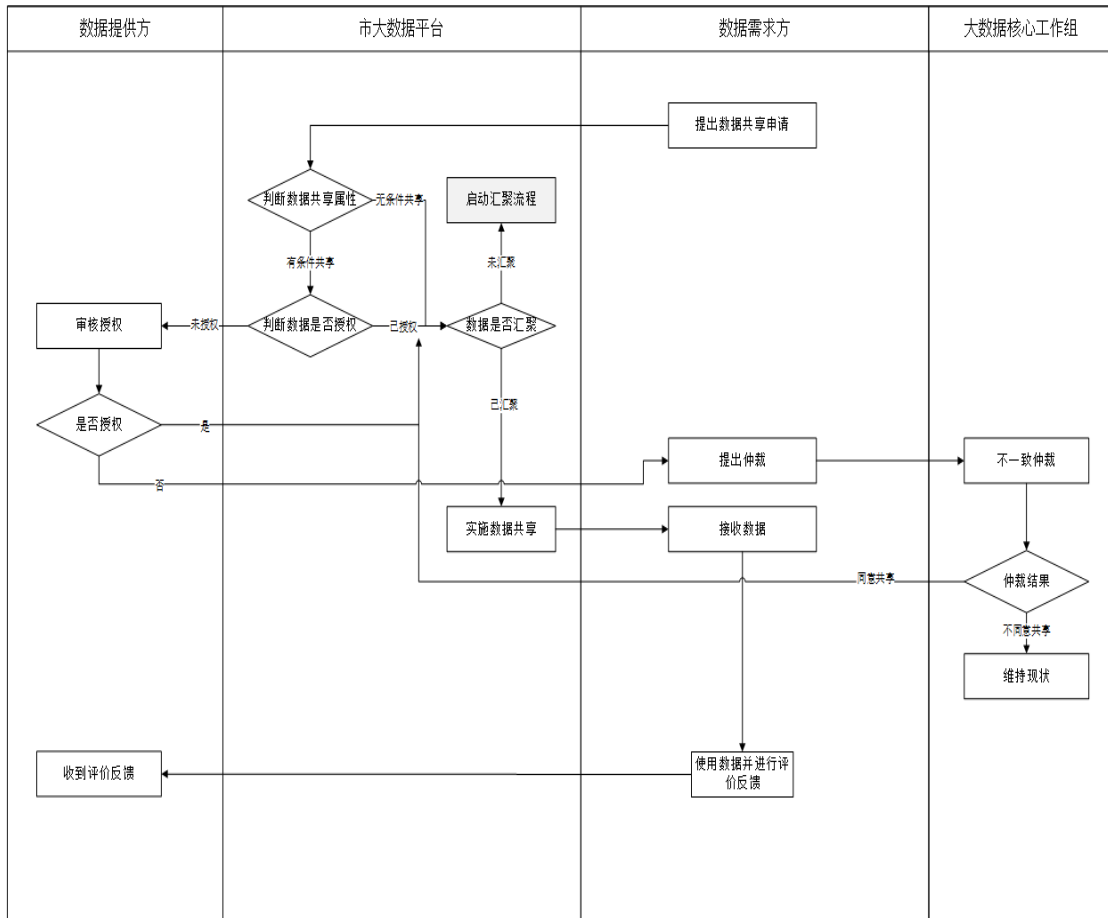 数据提供方
市大数据平台
数据需求方
大数据核心工作组
提出数据共享申请
判断数据共享属性
无条件共享
启动汇聚流程
有条件共享
未汇聚
审核授权
未授权
判断数据是否授权
已授权
数据是否汇聚
已汇聚
是否授权
是
提出仲裁
不一致仲裁
否
实施数据共享
接收数据
同意共享
仲裁结果
不同意共享
维持现状
收到评价反馈
使用数据并进行评
价反馈